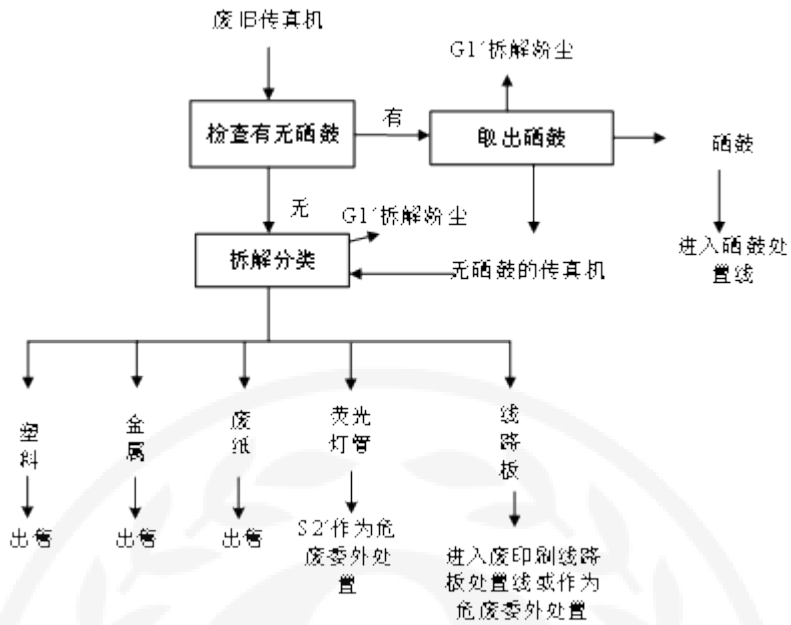 废旧传真机
G1´拆解粉尘
检查有无硒鼓
有
取出硒鼓
硒鼓
无
G1´拆解粉尘
进入硒鼓处
置线
拆解分类
无硒鼓的传真机
塑料
金属
废纸
荧光
灯管
线路板
出售
出售
出售
S2´作为危
废委外处
置
进入废印刷线路
板处置线或作为
危废委外处置